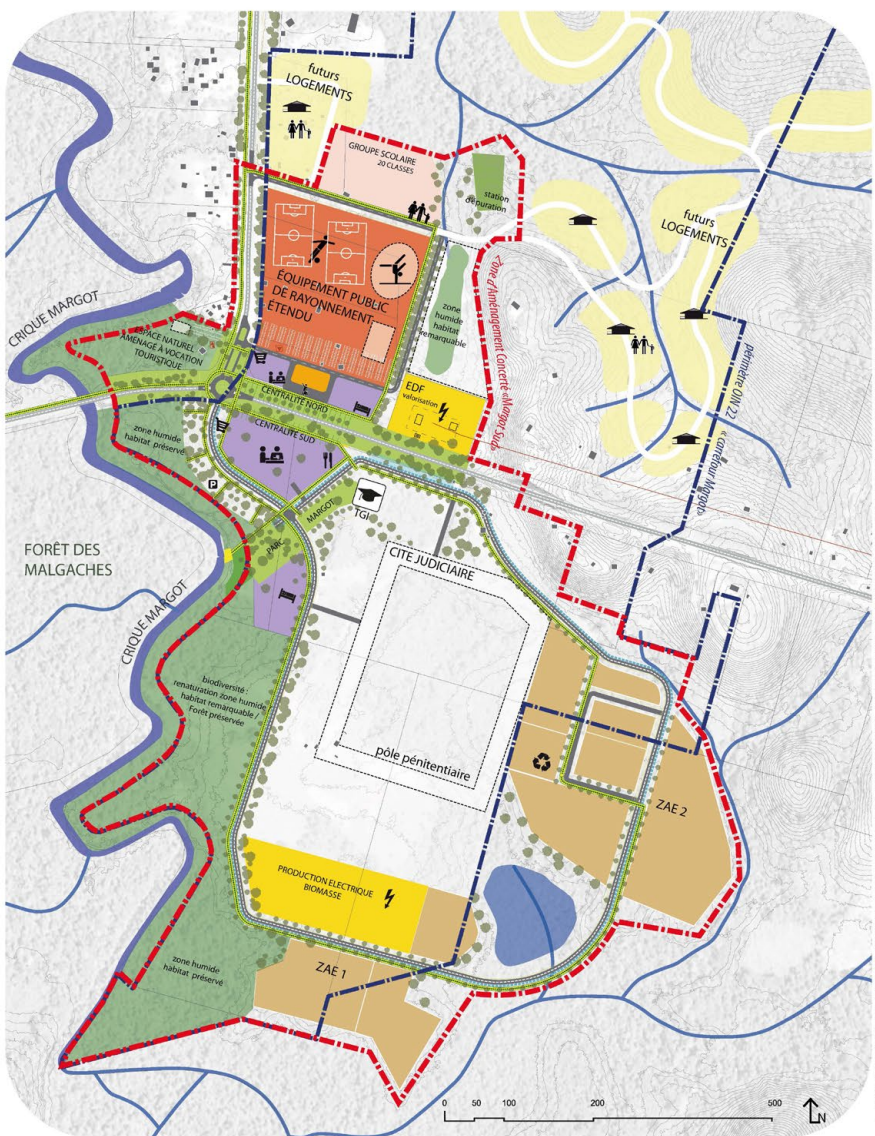 futurs
LOGEMENTS
GROUPE SCOLAIRE
20 CLASSES
station
d'épuration
futurs
LOGEMENTS
ÉQUIPEMENT PUBLIC
DE RAYONNEMENT
ÉTENDU
zone
humide
habitat
remarquable
Zône d'Aménagement Concerté «Margot Sud»
périmètre OIN 22
« carrefour Margot»
CRIQUE MARGOT
ESPACE NATUREL
AMÉNAGÉ À VOCATION
TOURISTIQUE
EDF
valorisation
CENTRALITÉ NORD
CENTRALITÉ SUD
zone humide
habitat préservé
P
TGI
PARC MARGOT
FORÊT DES
MALGACHES
CITE JUDICIAIRE
CRIQUE MARGOT
biodiversité :
renaturation zone humide
habitat remarquable /
Forêt préservée
pôle pénitentiaire
ZAE 2
PRODUCTION ELECTRIQUE
BIOMASSE
ZAE 1
zone humide
habitat préservé
0 50 100 200 500
N